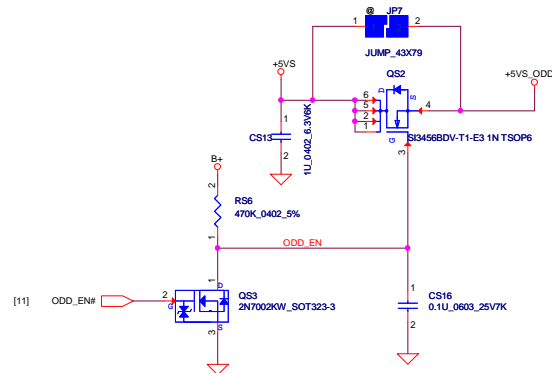 @ JP7
1 2
JUMP_43X79
+5VS
QS2
+5VS_ODD
D
S
6
5
2
1
4
G
SI3456BDV-T1-E3 1N TSOP6
3
1
CS13
2
1U_0402_6.3V6K
B+
2
RS6
470K_0402_5%
1
ODD_EN
1
D
QS3
2N7002KW_SOT323-3
[11] ODD_EN# 2
G
S
3
1
CS16
0.1U_0603_25V7K
2